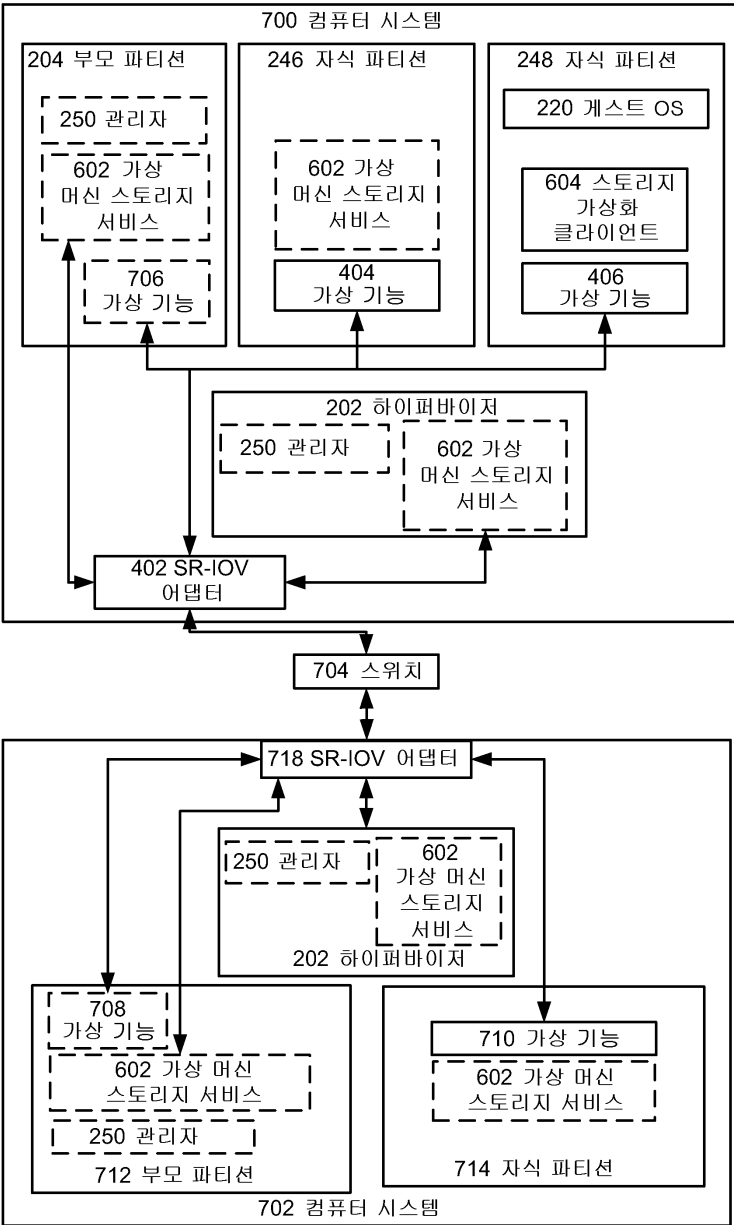 700 컴퓨터 시스템
204 부모 파티션
250 관리자
602 가상
머신 스토리지
서비스
706
가상 기능
246 자식 파티션
602 가상
머신 스토리지
서비스
404
가상 기능
248 자식 파티션
220 게스트 OS
604 스토리지
가상화
클라이언트
406
가상 기능
202 하이퍼바이저
250 관리자
602 가상
머신 스토리지
서비스
402 SR-IOV
어댑터
704 스위치
718 SR-IOV 어댑터
250 관리자
602
가상 머신
스토리지
서비스
202 하이퍼바이저
708
가상 기능
602 가상 머신
스토리지 서비스
250 관리자
712 부모 파티션
710 가상 기능
602 가상 머신
스토리지 서비스
714 자식 파티션
702 컴퓨터 시스템